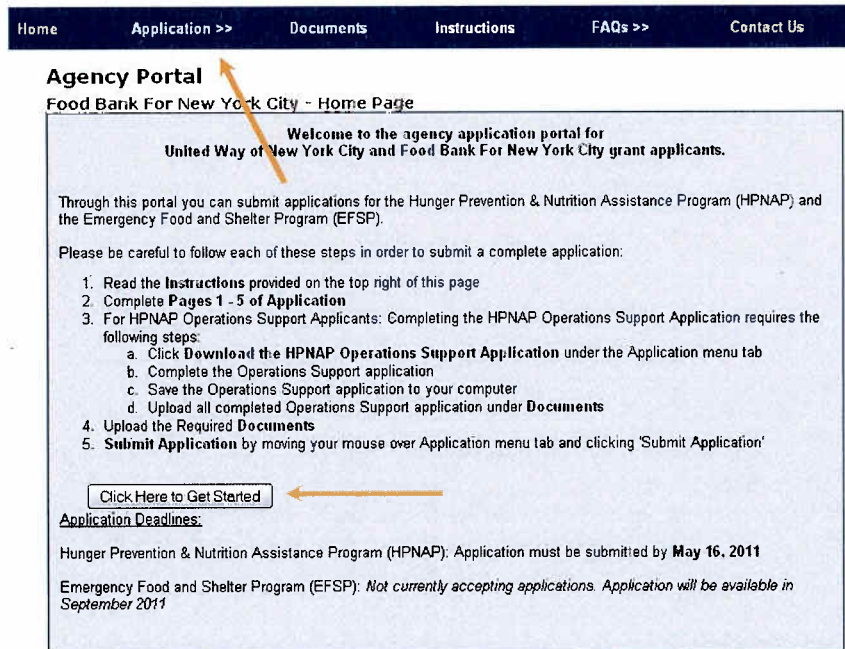 Home Application >> Documents Instructions FAQs >> Contact Us
Agency Portal
Food Bank For New York City - Home Page
Welcome to the agency application portal for
United Way of New York City and Food Bank For New York City grant applicants.
Through this portal you can submit applications for the Hunger Prevention & Nutrition Assistance Program (HPNAP) and
the Emergency Food and Shelter Program (EFSP).
Please be careful to follow each of these steps in order to submit a complete application:
1. Read the Instructions provided on the top right of this page
2. Complete Pages 1 - 5 of Application
3. For HPNAP Operations Support Applicants: Completing the HPNAP Operations Support Application requires the
following steps:
a. Click Download the HPNAP Operations Support Application under the Application menu tab
b. Complete the Operations Support application
c. Save the Operations Support application to your computer
d. Upload all completed Operations Support application under Documents
4. Upload the Required Documents
5. Submit Application by moving your mouse over Application menu tab and clicking 'Submit Application'
Click Here to Get Started
Application Deadlines:
Hunger Prevention & Nutrition Assistance Program (HPNAP): Application must be submitted by May 16, 2011
Emergency Food and Shelter Program (EFSP): Not currently accepting applications. Application will be available in
September 2011